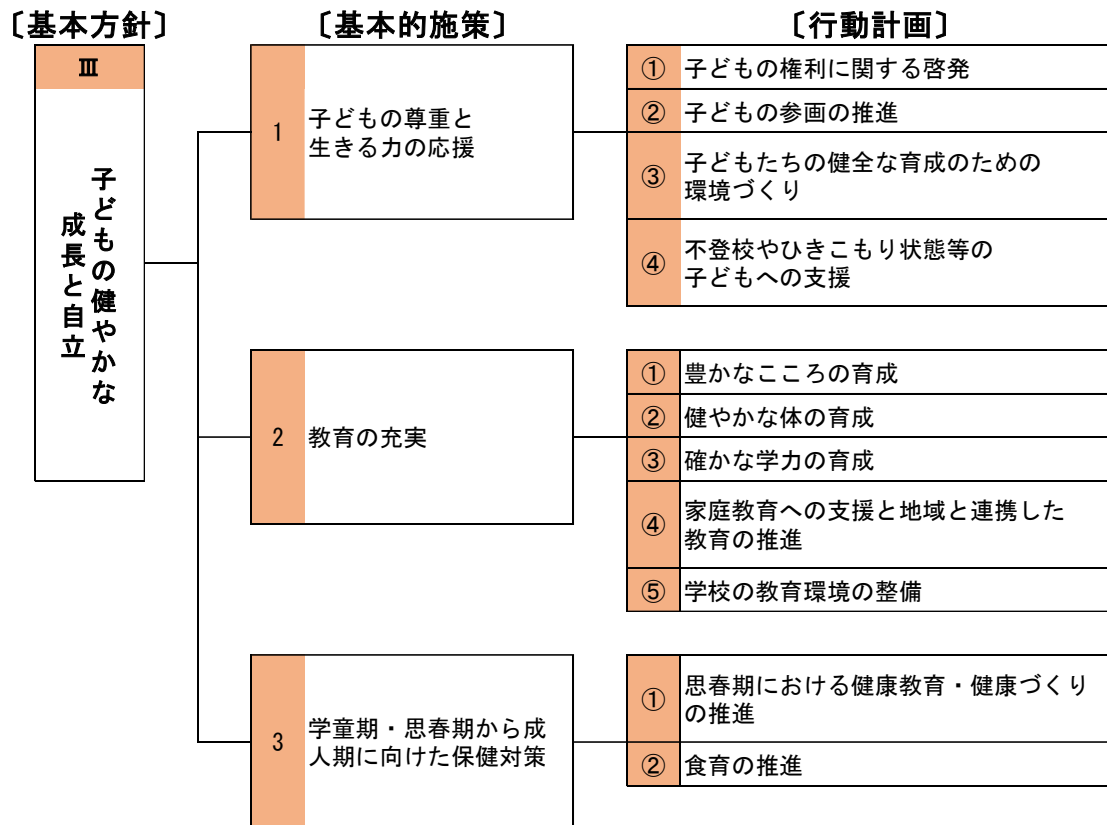 〔基本方針〕
〔基本的施策〕
〔行動計画〕
Ⅲ
子どもの健やかな
成長と自立
1
子どもの尊重と
生きる力の応援
①
子どもの権利に関する啓発
②
子どもの参画の推進
③
子どもたちの健全な育成のための
環境づくり
④
不登校やひきこもり状態等の
子どもへの支援
2
教育の充実
①
豊かなこころの育成
②
健やかな体の育成
③
確かな学力の育成
④
家庭教育への支援と地域と連携した
教育の推進
⑤
学校の教育環境の整備
3
学童期・思春期から成
人期に向けた保健対策
①
思春期における健康教育・健康づくり
の推進
②
食育の推進